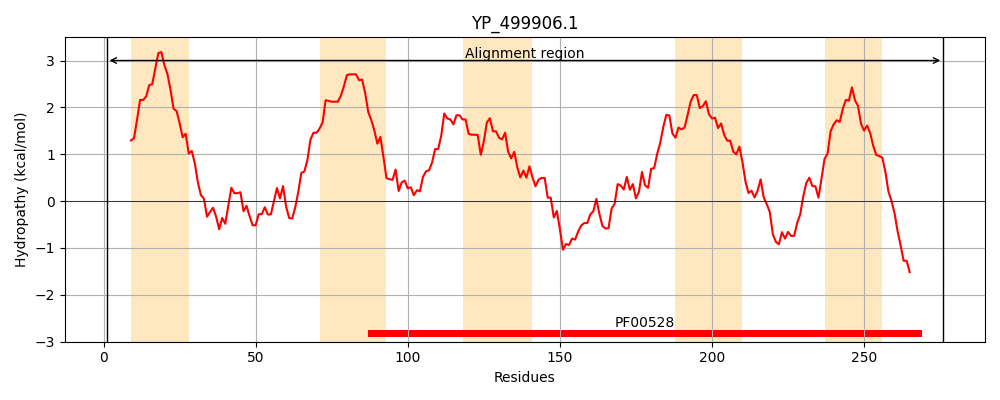 YP_499906.1
Alignment region
Hydropathy (kcal/mol)
3
2
1
0
−1
−2
−3
PF00528
0
50
100
150
200
250
Residues